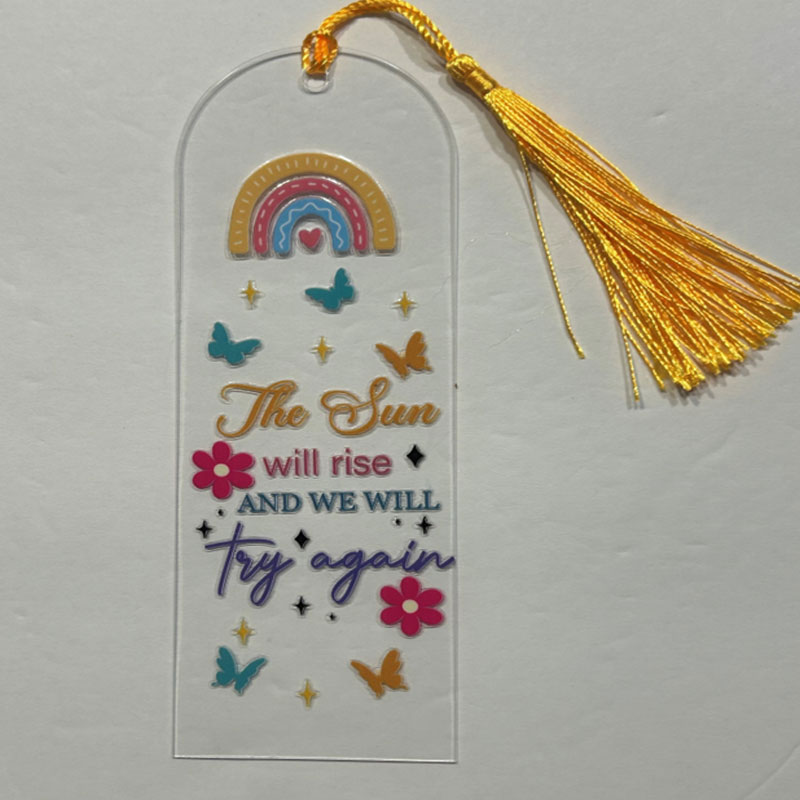 The Sun
will rise
AND WE WILL
try again